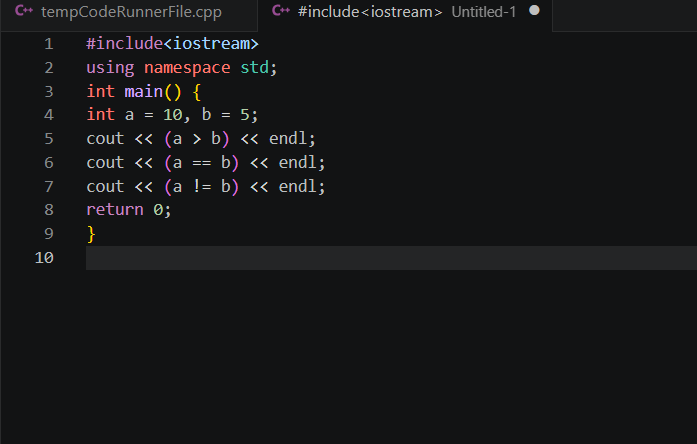 tempCodeRunnerFile.cpp #include<iostream> Untitled-1
1 #include<iostream>
2 using namespace std;
3 int main() {
4 int a = 10, b = 5;
5 cout << (a > b) << endl;
6 cout << (a == b) << endl;
7 cout << (a != b) << endl;
8 return 0;
9 }
10